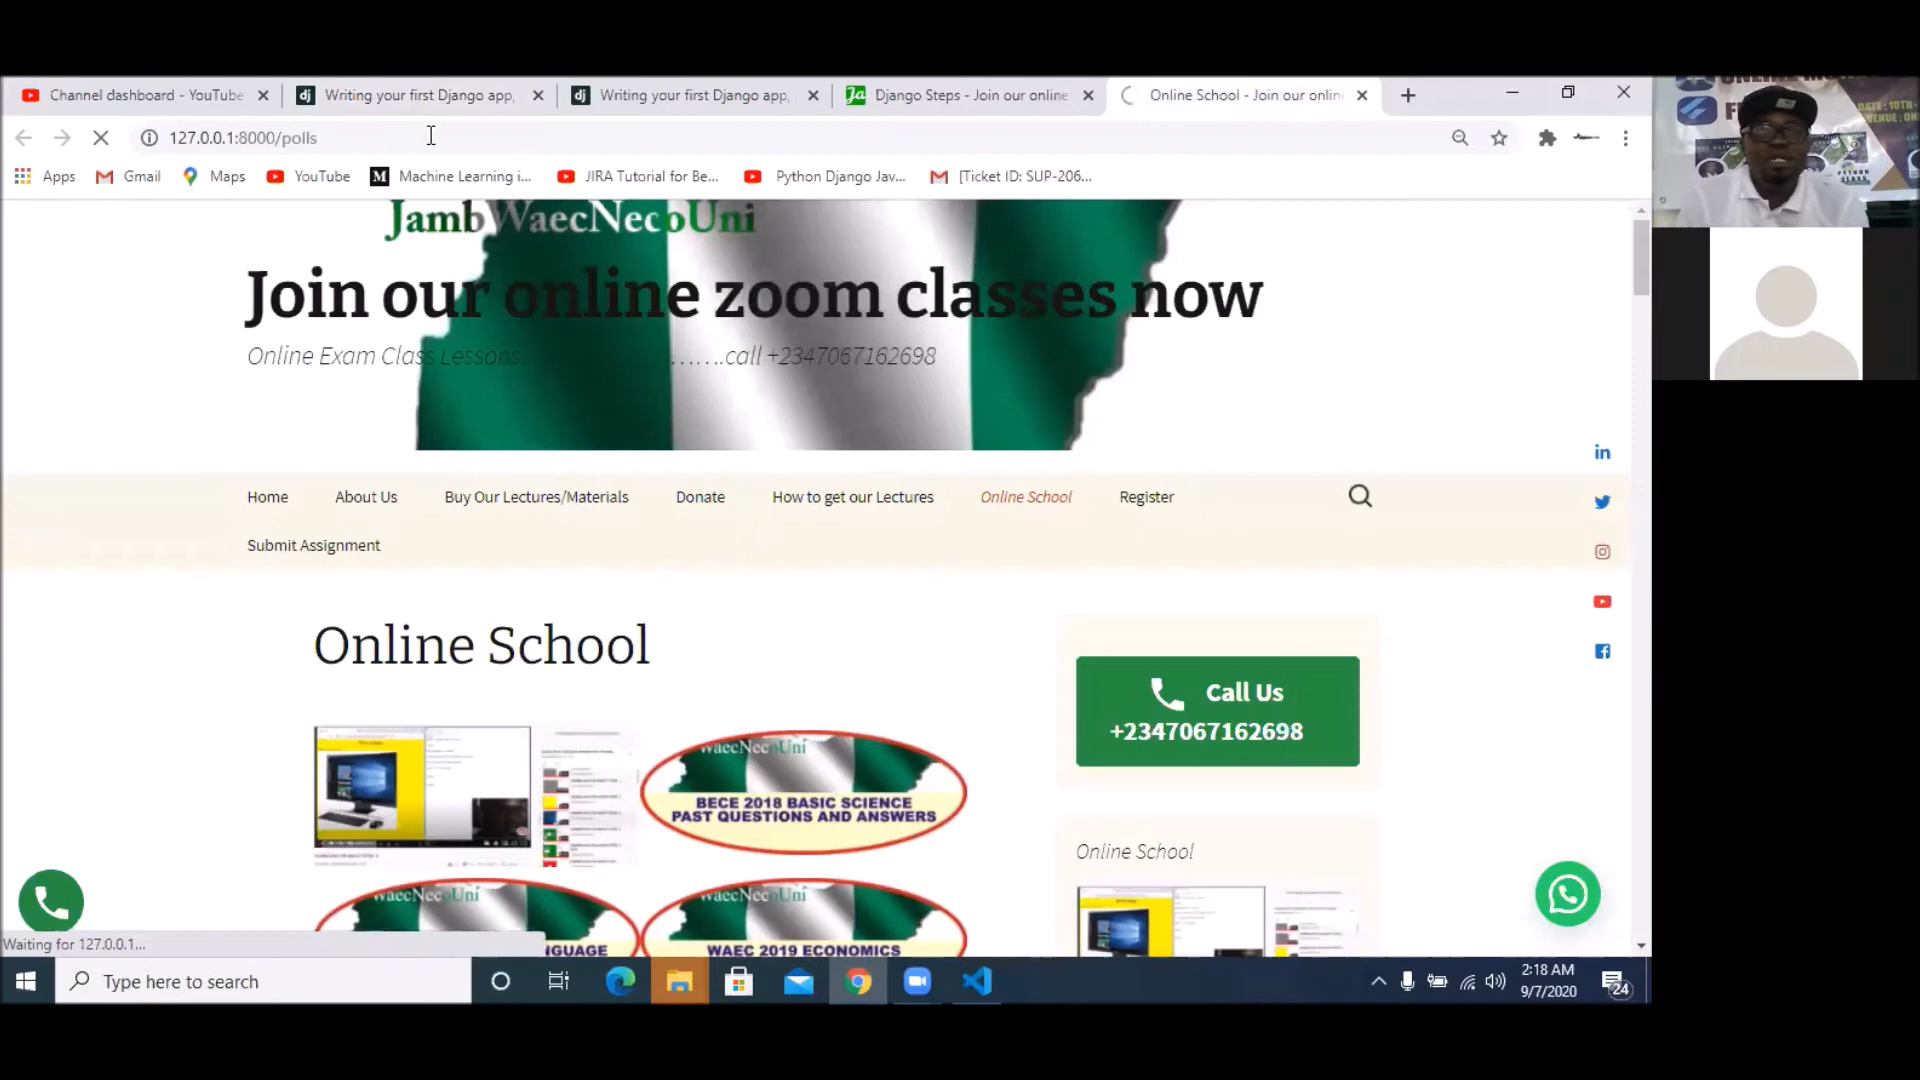 Channel dashboard - YouTube
Writing your first Django app,
Writing your first Django app,
Django Steps - Join our online
Online School - Join our onlin
127.0.0.1:8000/polls
Apps
Gmail
Maps
YouTube
M Machine Learning i...
JIRA Tutorial for Be...
Python Django Jav...
[Ticket ID: SUP-206...
JambWaecNecoUni
Join our online zoom classes now
Online Exam Class Lessons. .......call +2347067162698
Home
About Us
Buy Our Lectures/Materials
Donate
How to get our Lectures
Online School
Register
Submit Assignment
Online School
Call Us
+2347067162698
WaecNecoUni
BECE 2018 BASIC SCIENCE
PAST QUESTIONS AND ANSWERS
Online School
WaecNecoUni
WaecNecoUni
WAEC 2019 ECONOMICS
Waiting for 127.0.0.1...
Type here to search
2:18 AM
9/7/2020
24